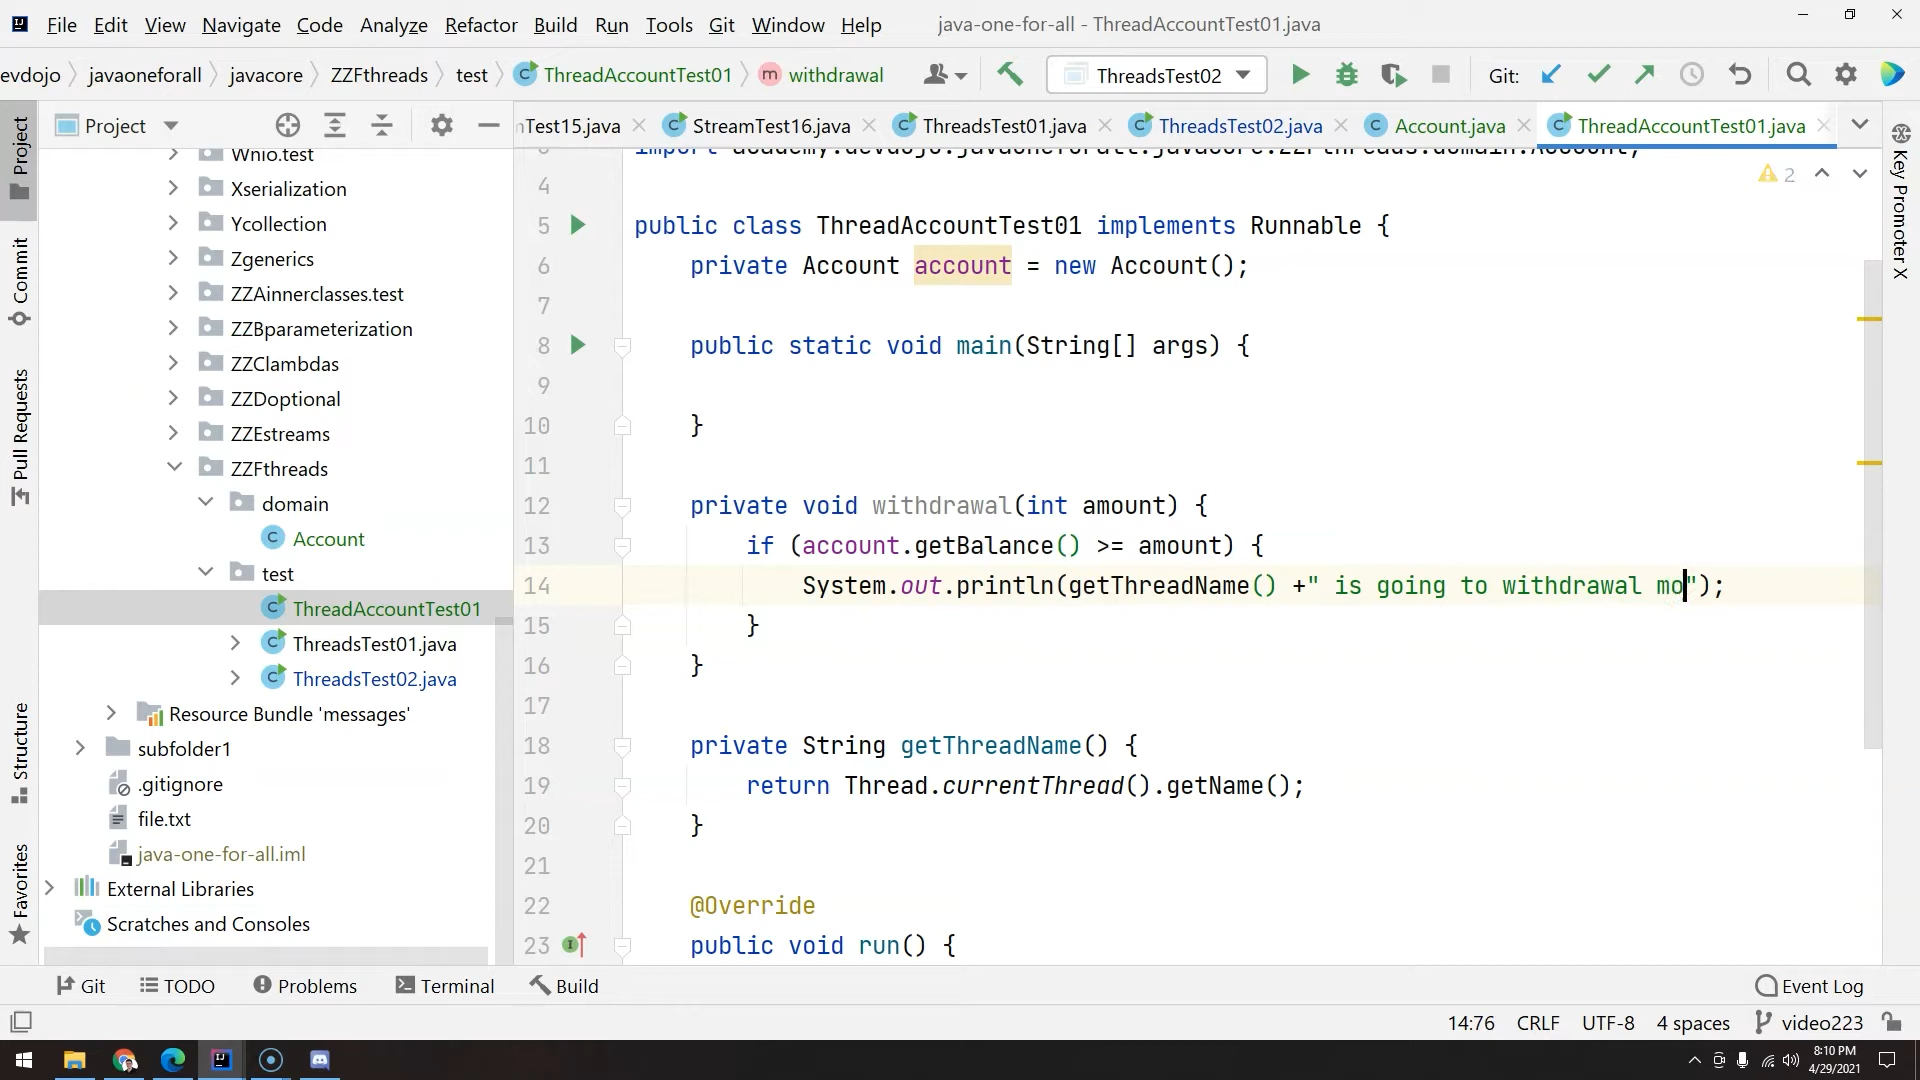 File Edit View Navigate Code Analyze Refactor Build Run Tools Git Window Help java-one-for-all - ThreadAccountTest01.java
evdojo javaoneforall javacore ZZFthreads test ThreadAccountTest01 m withdrawal ThreadsTest02 Git:
Project
Test15.java StreamTest16.java ThreadsTest01.java ThreadsTest02.java Account.java ThreadAccountTest01.java
Project
Commit
Pull Requests
Structure
Favorites
Wnio.test
Xserialization
Ycollection
Zgenerics
ZZAinnerclasses.test
ZZBparameterization
ZZClambdas
ZZDoptional
ZZEstreams
ZZFthreads
domain
Account
test
ThreadAccountTest01
ThreadsTest01.java
ThreadsTest02.java
Resource Bundle 'messages'
subfolder1
.gitignore
file.txt
java-one-for-all.iml
External Libraries
Scratches and Consoles
import academy.devdojo.javaoneforall.javacore.ZZFthreads.domain.Account;
2
4
5 public class ThreadAccountTest01 implements Runnable {
6 private Account account = new Account();
7
8 public static void main(String[] args) {
9
10 }
11
12 private void withdrawal(int amount) {
13 if (account.getBalance() >= amount) {
14 System.out.println(getThreadName() +" is going to withdrawal mo");
15 }
16 }
17
18 private String getThreadName() {
19 return Thread.currentThread().getName();
20 }
21
22 @Override
23 public void run() {
Key Promoter X
Git TODO Problems Terminal Build Event Log
14:76 CRLF UTF-8 4 spaces video223
8:10 PM
4/29/2021